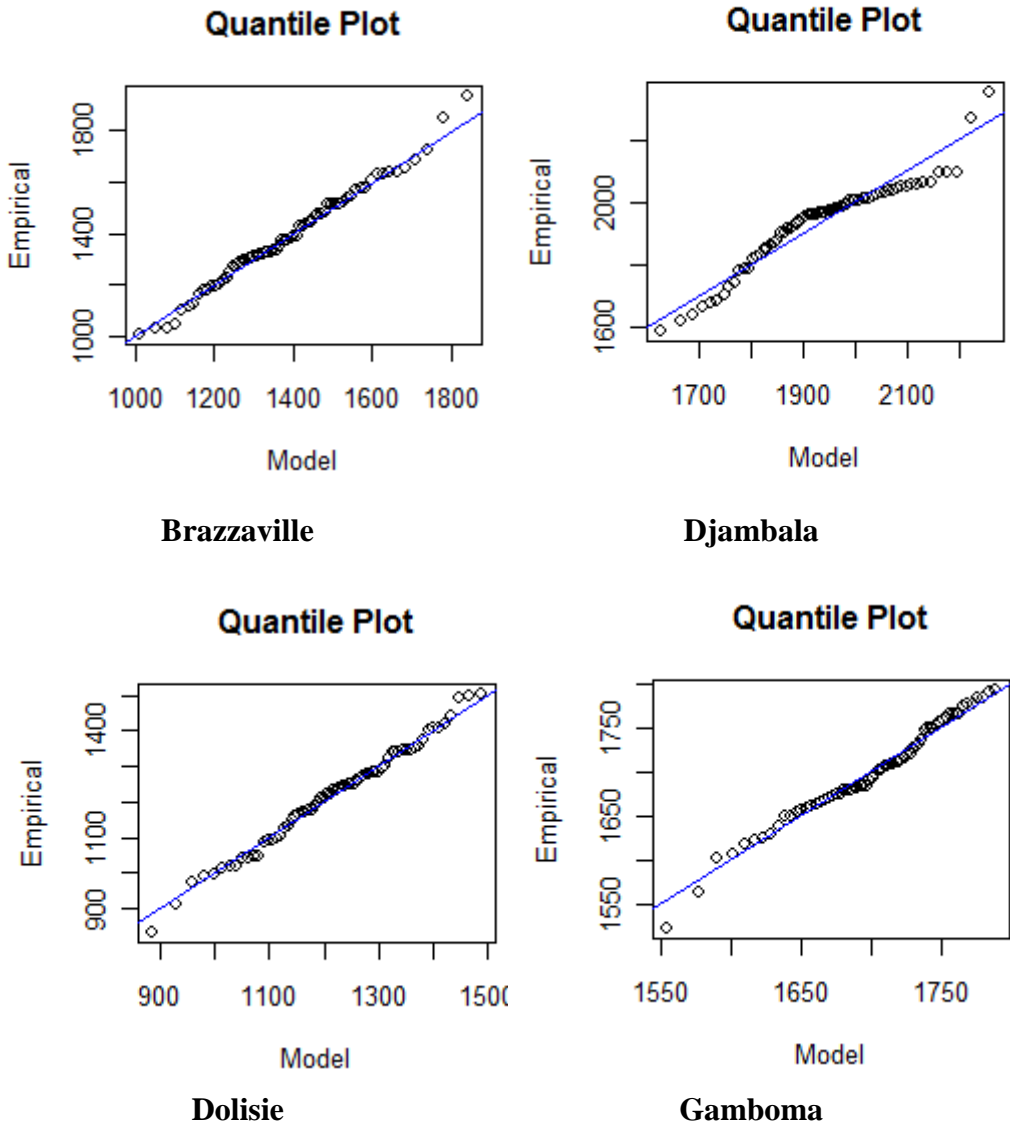 Quantile Plot
Empirical
1000 1400 1800
1000 1200 1400 1600 1800
Model
Brazzaville
Quantile Plot
Empirical
1600 2000
1700 1900 2100
Model
Djambala
Quantile Plot
Empirical
900 1100 1400
900 1100 1300 1500
Model
Dolisie
Quantile Plot
Empirical
1550 1650 1750
1550 1650 1750
Model
Gamboma